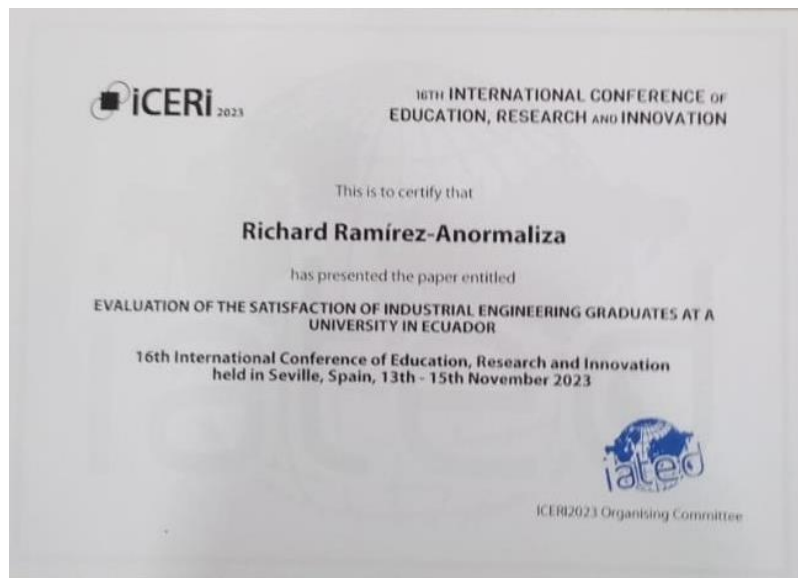 iCERi 2023
16TH INTERNATIONAL CONFERENCE OF
EDUCATION, RESEARCH AND INNOVATION
This is to certify that
Richard Ramírez-Anormaliza
has presented the paper entitled
EVALUATION OF THE SATISFACTION OF INDUSTRIAL ENGINEERING GRADUATES AT A
UNIVERSITY IN ECUADOR
16th International Conference of Education, Research and Innovation
held in Seville, Spain, 13th - 15th November 2023
iated
ICERI2023 Organising Committee